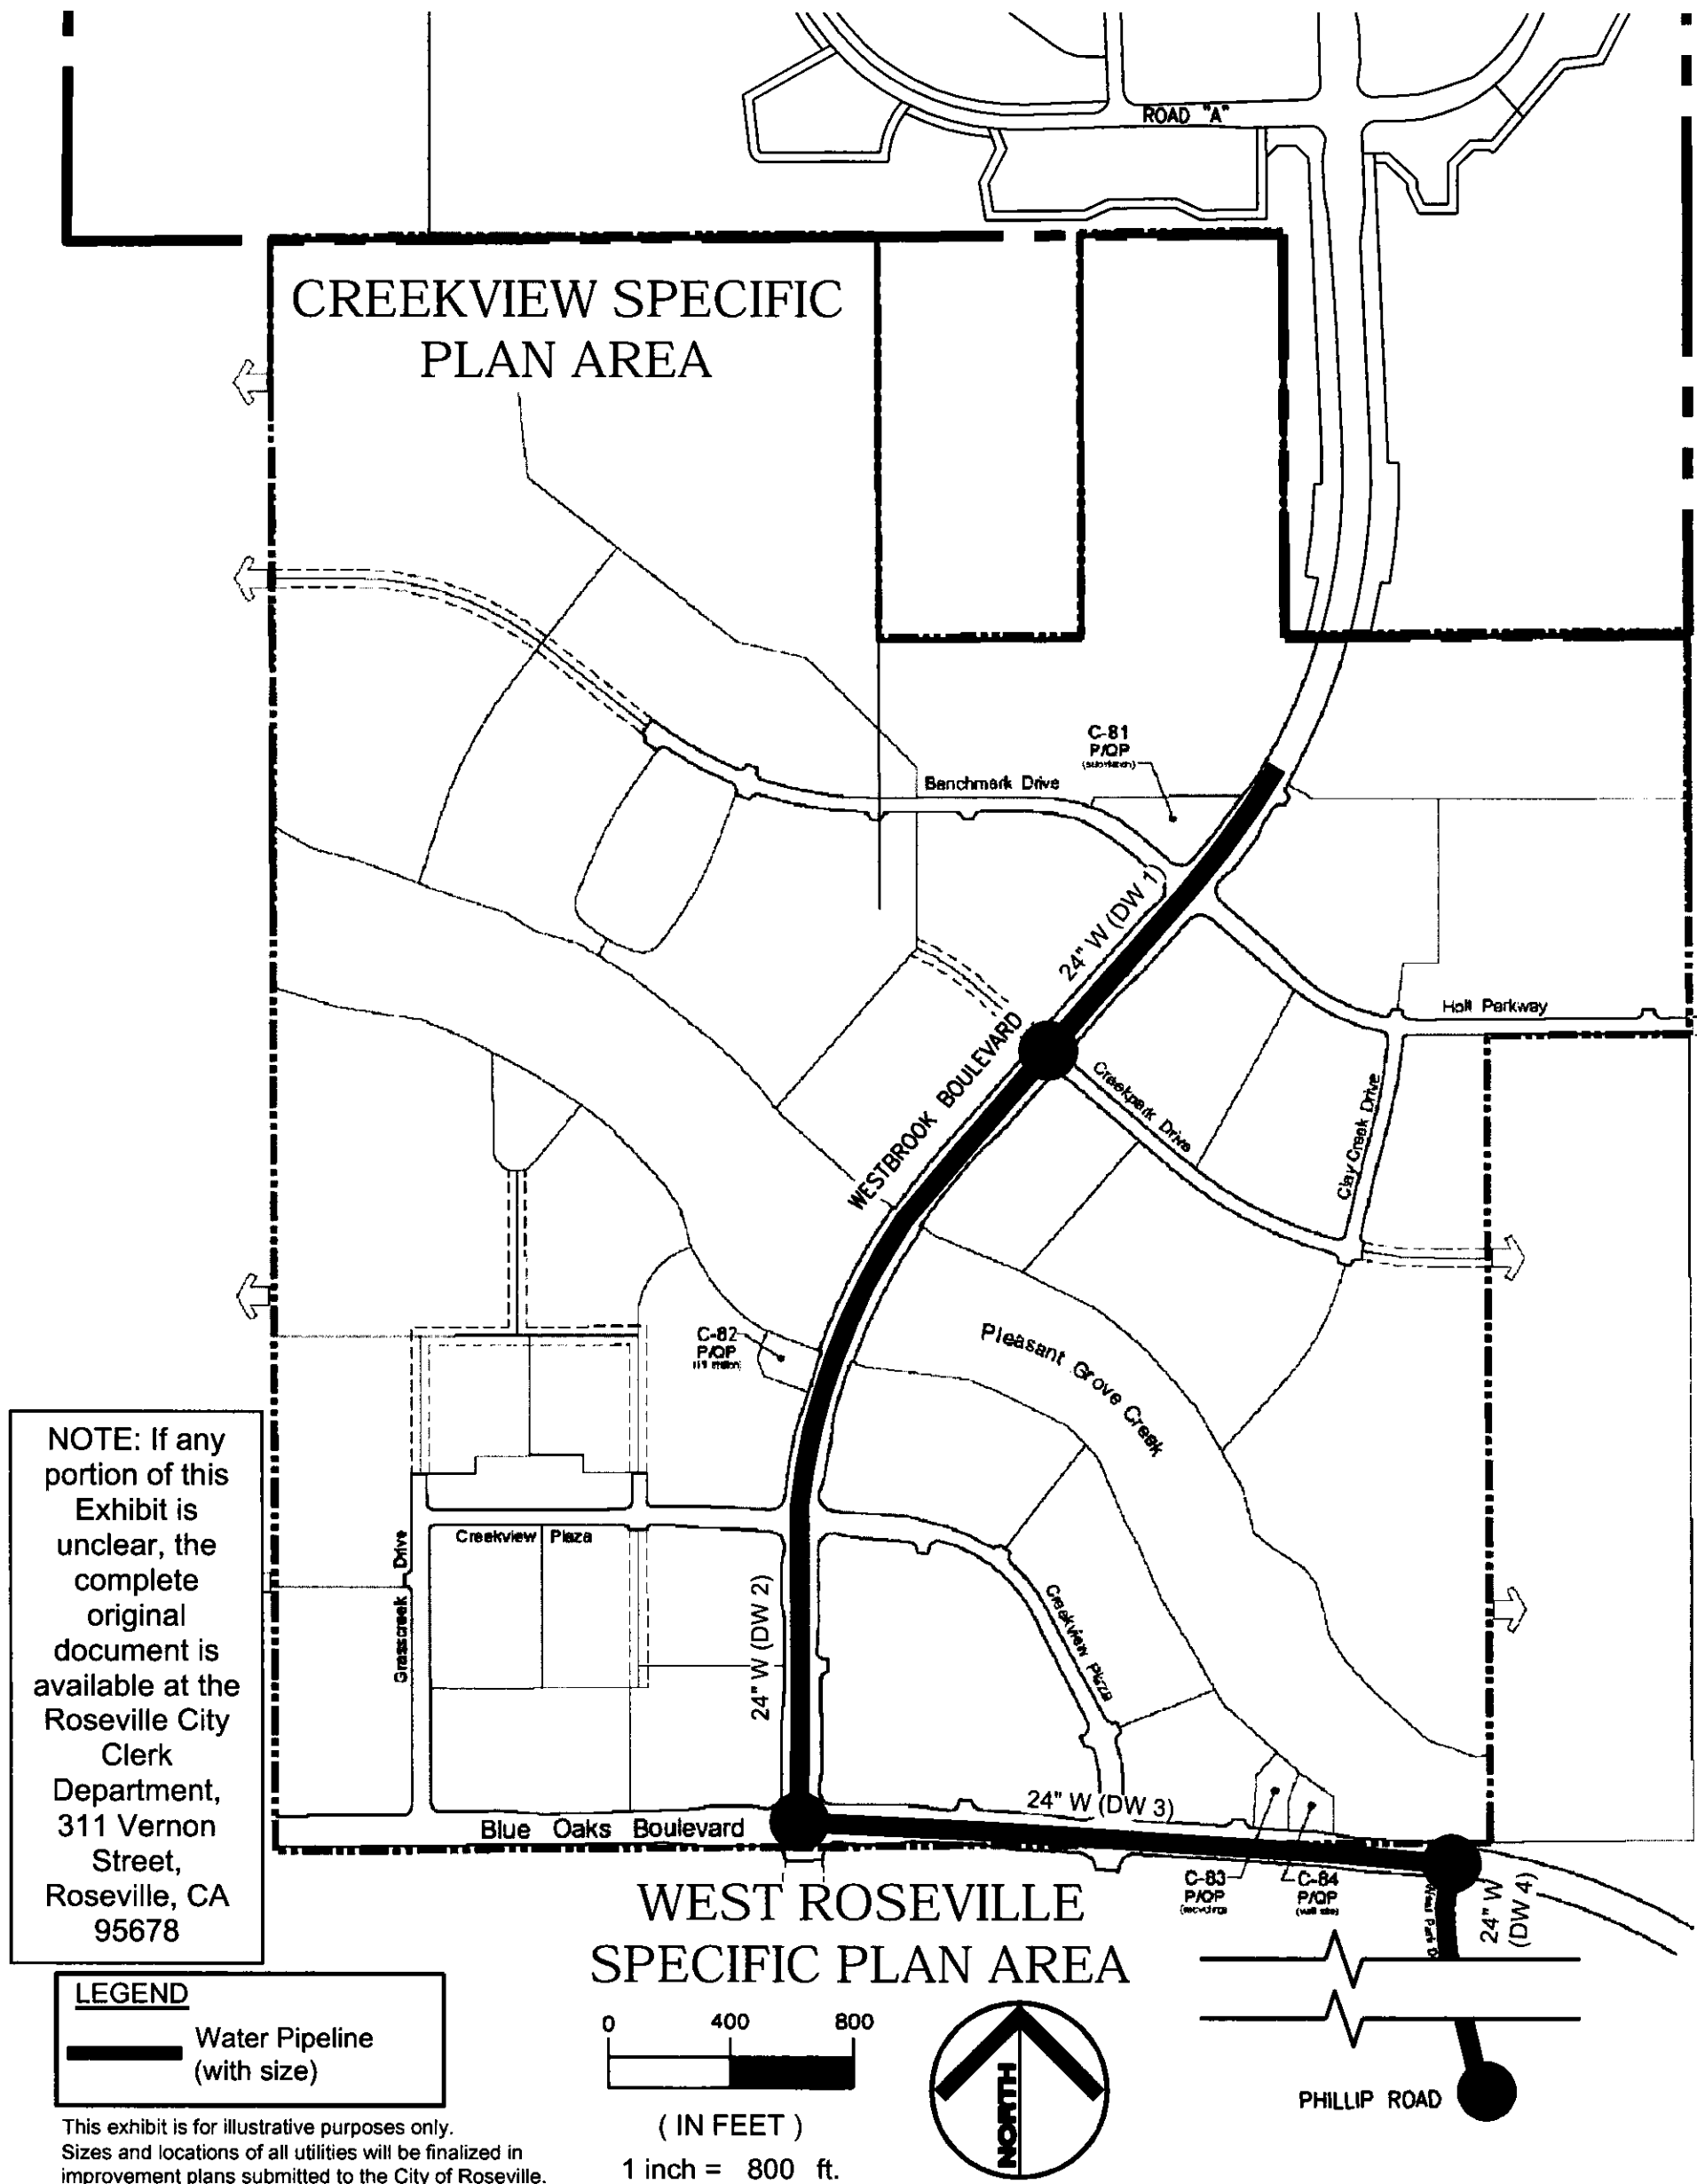 ROAD "A"
CREEKVIEW SPECIFIC
PLAN AREA
C-81
P/QP
Benchmark Drive
24" W (DW 1)
Holt Parkway
WESTBROOK BOULEVARD
Creekpark Drive
Clay Creek Drive
C-82
P/QP
Pleasant Grove Creek
NOTE: If any
portion of this
Exhibit is
unclear, the
complete
original
document is
available at the
Roseville City
Clerk
Department,
311 Vernon
Street,
Roseville, CA
95678
Grasscreek Drive
Creekview Plaza
24" W (DW 2)
Creekview Plaza
24" W (DW 3)
Blue Oaks Boulevard
C-83
P/QP
C-84
P/QP
(well site)
24" W
(DW 4)
WEST ROSEVILLE
SPECIFIC PLAN AREA
LEGEND
Water Pipeline
(with size)
0 400 800
( IN FEET )
1 inch = 800 ft.
NORTH
PHILLIP ROAD
This exhibit is for illustrative purposes only.
Sizes and locations of all utilities will be finalized in
improvement plans submitted to the City of Roseville.